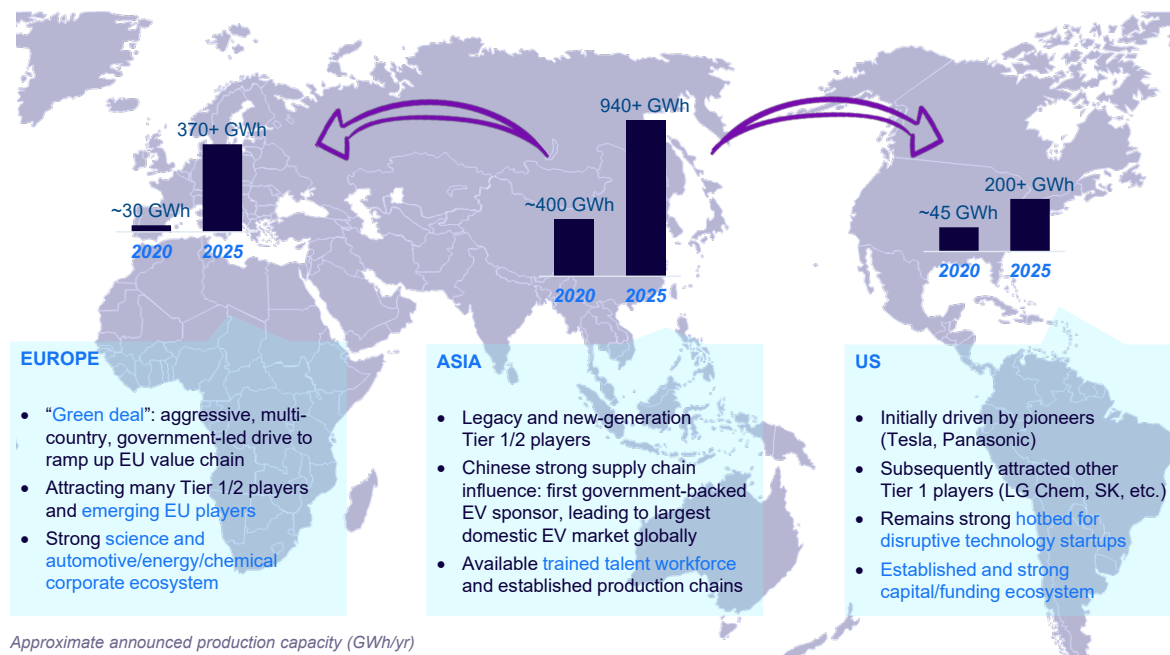 370+ GWh
~30 GWh
2020
2025
940+ GWh
~400 GWh
2020
2025
200+ GWh
~45 GWh
2020
2025
EUROPE
• “Green deal”: aggressive, multi-
country, government-led drive to
ramp up EU value chain
• Attracting many Tier 1/2 players
and emerging EU players
• Strong science and
automotive/energy/chemical
corporate ecosystem
ASIA
• Legacy and new-generation
Tier 1/2 players
• Chinese strong supply chain
influence: first government-backed
EV sponsor, leading to largest
domestic EV market globally
• Available trained talent workforce
and established production chains
US
• Initially driven by pioneers
(Tesla, Panasonic)
• Subsequently attracted other
Tier 1 players (LG Chem, SK, etc.)
• Remains strong hotbed for
disruptive technology startups
• Established and strong
capital/funding ecosystem
Approximate announced production capacity (GWh/yr)